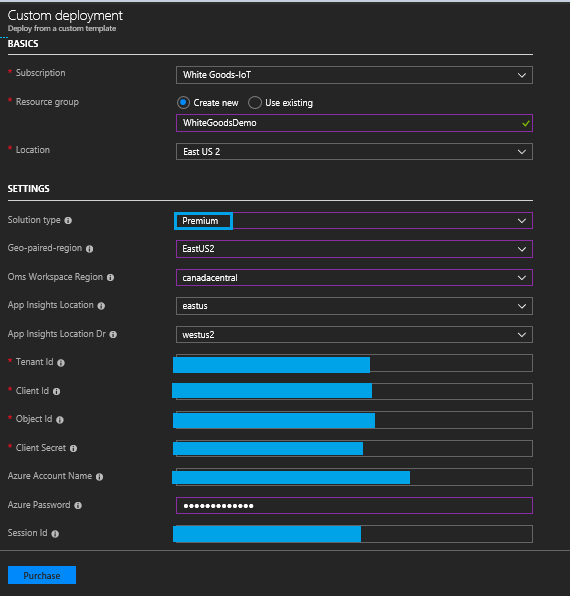 Custom deployment
Deploy from a custom template
BASICS
* Subscription White Goods-IoT
* Resource group Create new Use existing
WhiteGoodsDemo
* Location East US 2
SETTINGS
Solution type Premium
Geo-paired-region EastUS2
Oms Workspace Region canadacentral
App Insights Location eastus
App Insights Location Dr westus2
* Tenant Id
* Client Id
* Object Id
* Client Secret
Azure Account Name
Azure Password •••••••••••••
Session Id
Purchase